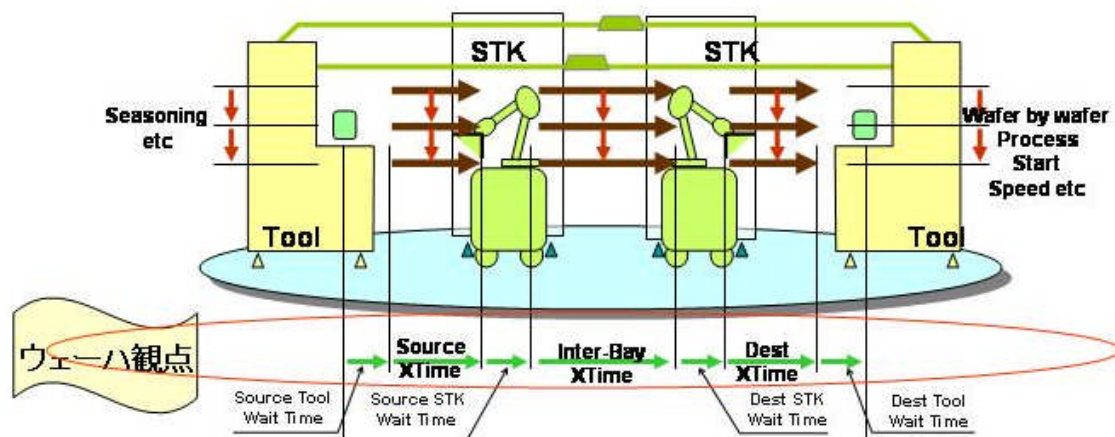 STK
STK
Seasoning
etc
Wafer by wafer
Process
Start
Speed etc
Tool
Tool
ウェーハ観点
Source
XTime
Inter-Bay
XTime
Dest
XTime
Source Tool
Wait Time
Source STK
Wait Time
Dest STK
Wait Time
Dest Tool
Wait Time